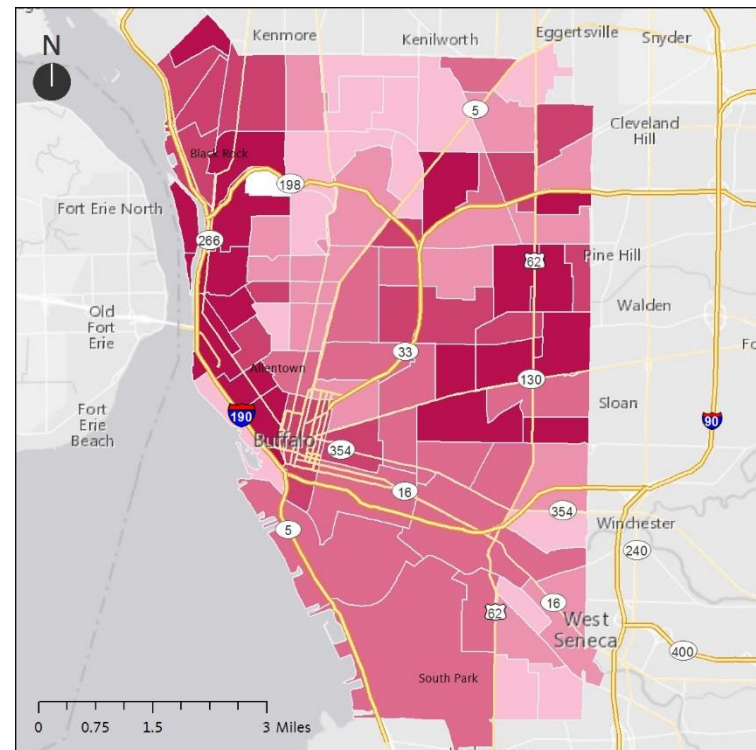 N
Kenmore
Kenilworth
Eggertsville
Snyder
5
Cleveland
Hill
Black Rock
198
Fort Erie North
266
62
Pine Hill
Old
Fort
Erie
Walden
33
Allentown
130
Fort
Erie
Beach
190
Sloan
90
Buffalo
354
16
354
Winchester
5
240
62
16
West
Seneca
400
South Park
0 0.75 1.5 3 Miles